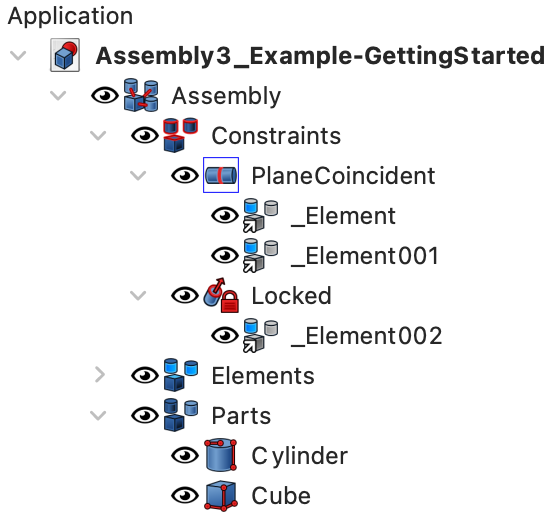 Application
Assembly3_Example-GettingStarted
Assembly
Constraints
PlaneCoincident
_Element
_Element001
Locked
_Element002
Elements
Parts
Cylinder
Cube